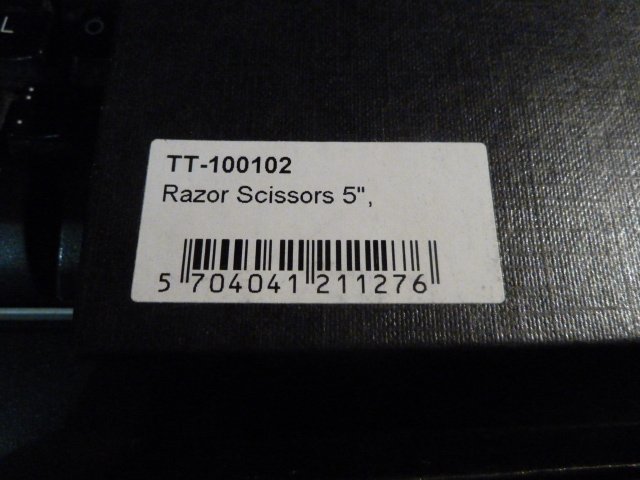 L
TT-100102
Razor Scissors 5",
5 704041 211276